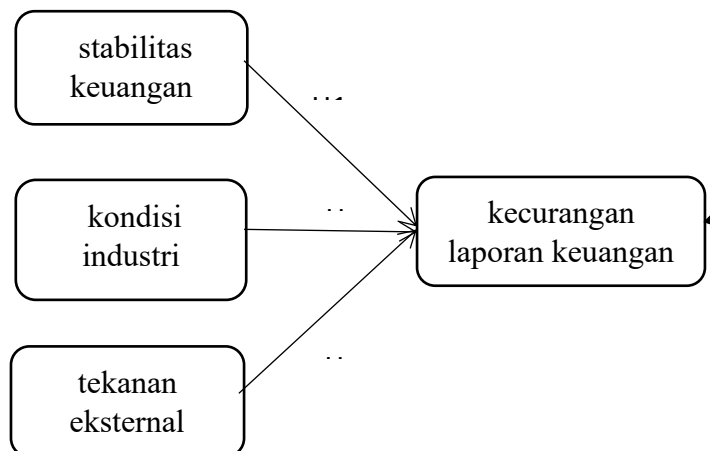 stabilitas
keuangan
kondisi
industri
kecurangan
laporan keuangan
tekanan
eksternal